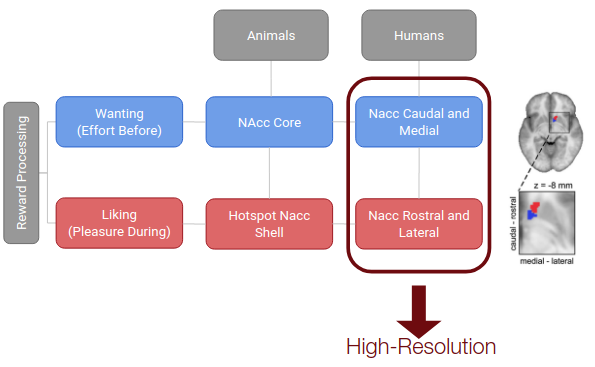 Animals
Humans
Reward Processing
Wanting
(Effort Before)
NAcc Core
Nacc Caudal and
Medial
Liking
(Pleasure During)
Hotspot Nacc
Shell
Nacc Rostral and
Lateral
z = -8 mm
caudal - rostral
medial - lateral
High-Resolution